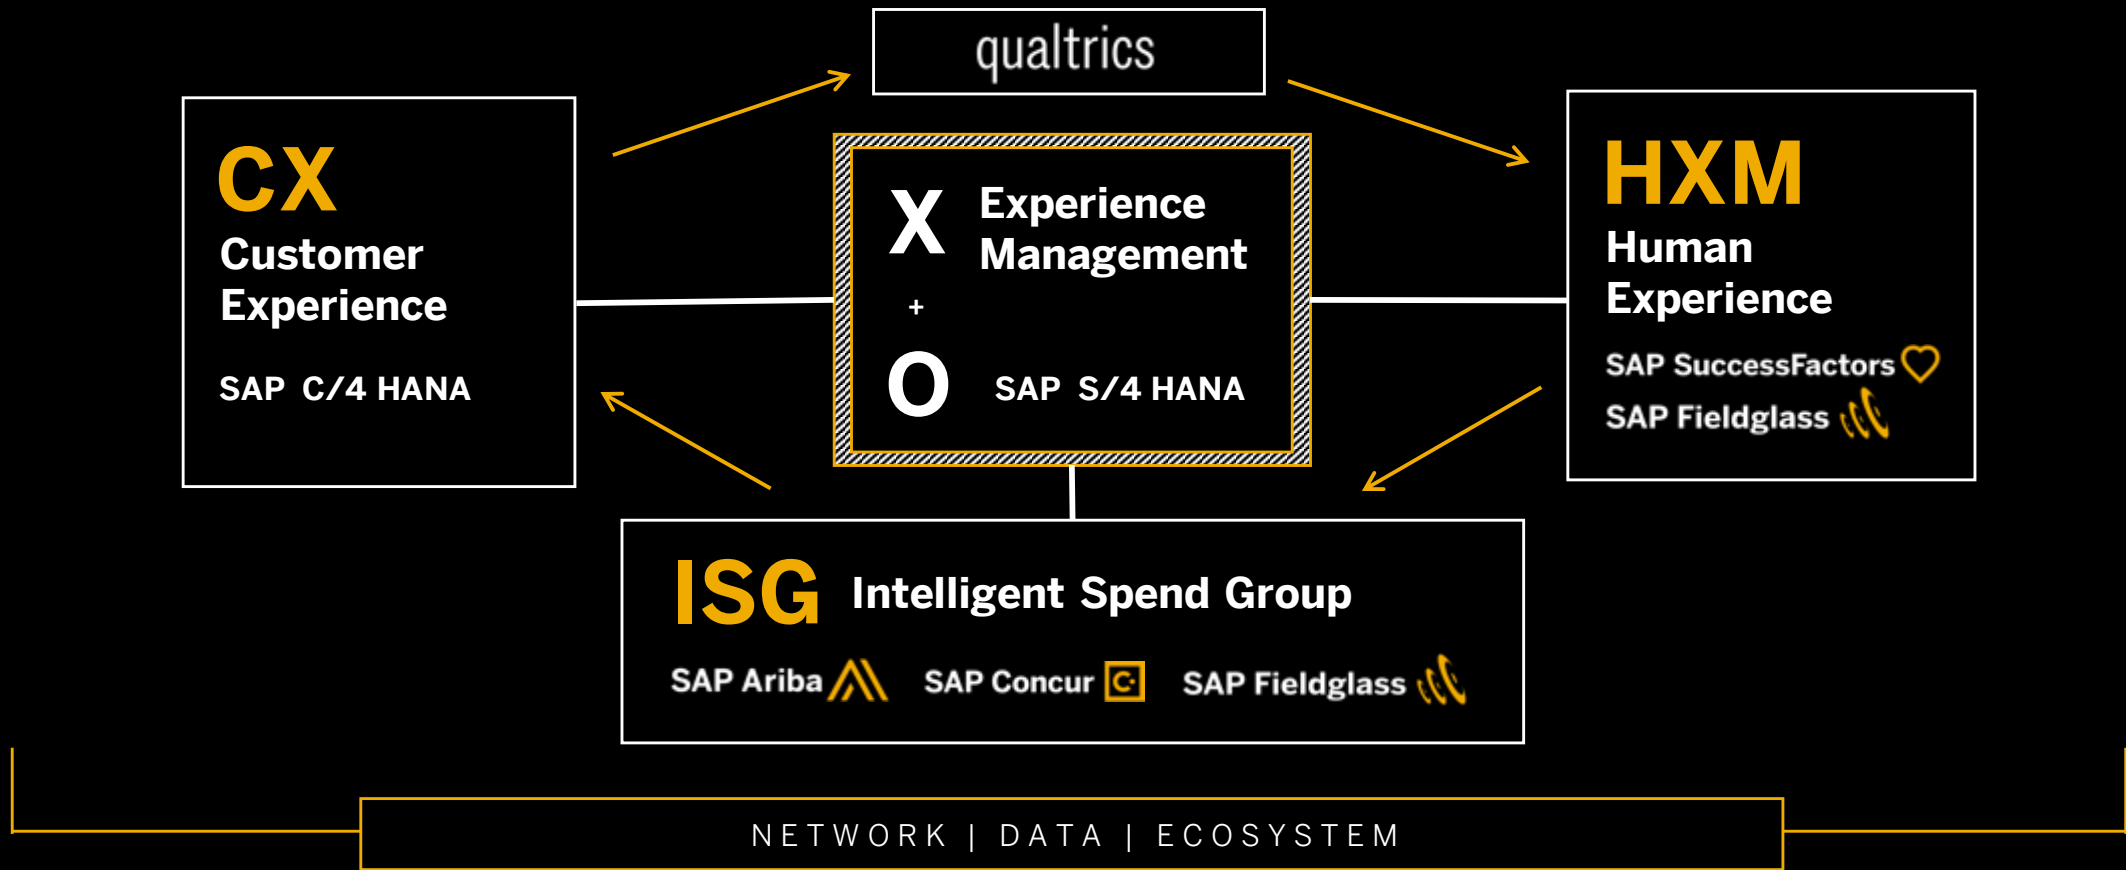 qualtrics
CX
Customer
Experience
SAP C/4 HANA
X Experience
Management
+
O SAP S/4 HANA
HXM
Human
Experience
SAP SuccessFactors
SAP Fieldglass
ISG Intelligent Spend Group
SAP Ariba SAP Concur C SAP Fieldglass
NETWORK | DATA | ECOSYSTEM